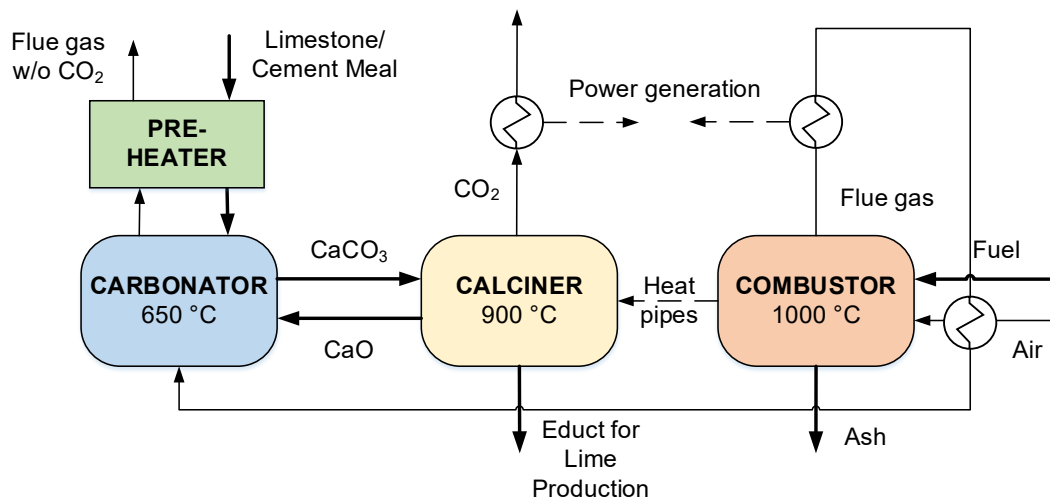 Flue gas
w/o CO₂
Limestone/
Cement Meal
PRE-
HEATER
Power generation
CO₂
Flue gas
CaCO₃
Fuel
CARBONATOR
650 °C
CALCINER
900 °C
Heat
pipes
COMBUSTOR
1000 °C
CaO
Air
Educt for
Lime
Production
Ash